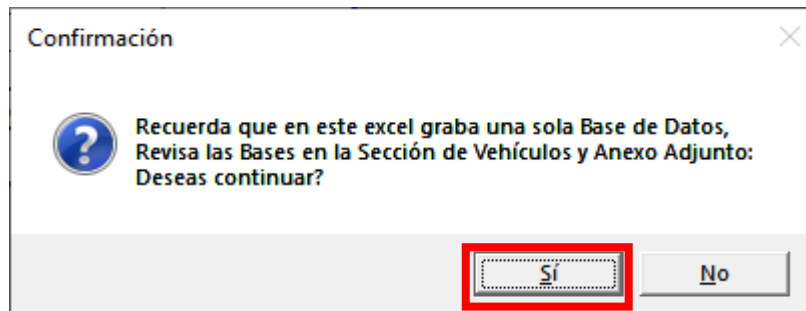 Confirmación
Recuerda que en este excel graba una sola Base de Datos,
Revisa las Bases en la Sección de Vehículos y Anexo Adjunto:
Deseas continuar?
Sí
No